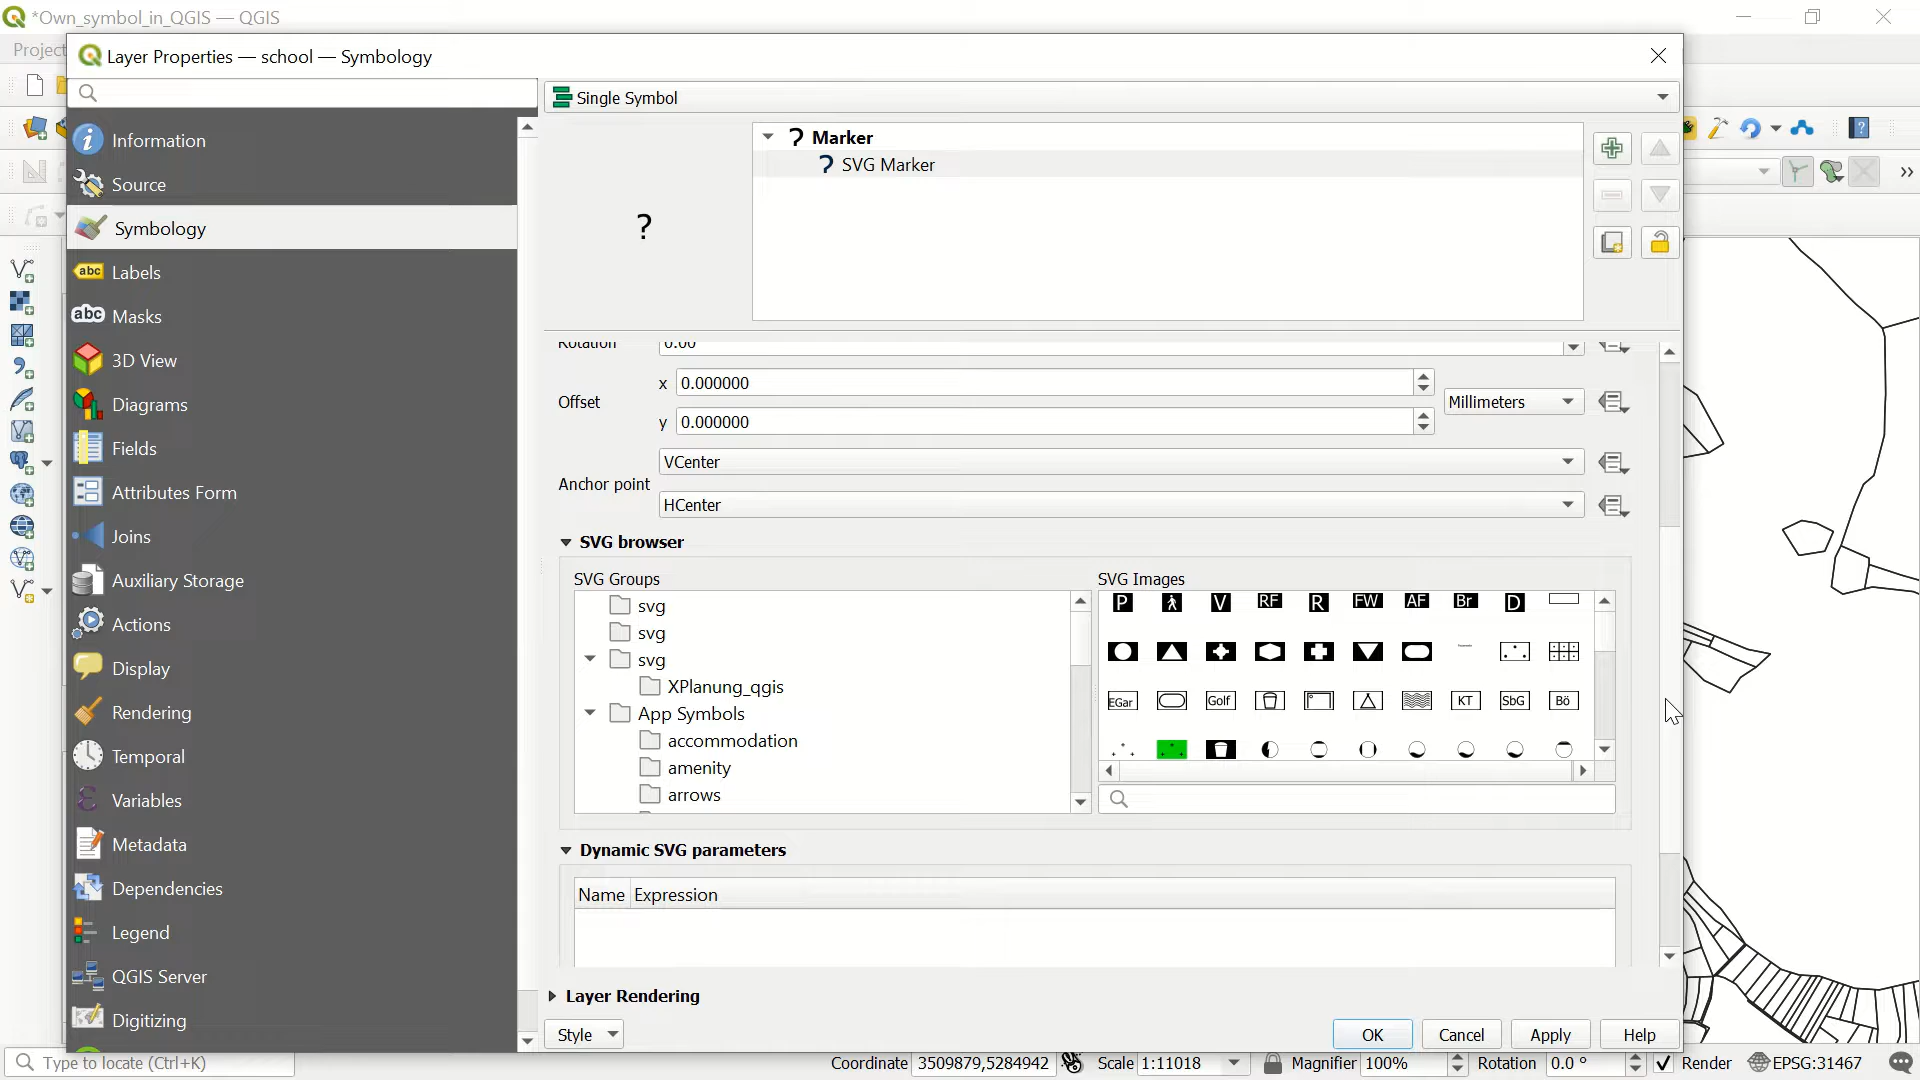 *Own_symbol_in_QGIS — QGIS
Project
Layer Properties — school — Symbology
Single Symbol
Information
Source
Symbology
Labels
Masks
3D View
Diagrams
Fields
Attributes Form
Joins
Auxiliary Storage
Actions
Display
Rendering
Temporal
Variables
Metadata
Dependencies
Legend
QGIS Server
Digitizing
Marker
SVG Marker
?
Rotation 0.00
Offset
x 0.000000
y 0.000000
Millimeters
Anchor point
VCenter
HCenter
SVG browser
SVG Groups
svg
svg
svg
XPlanung_qgis
App Symbols
accommodation
amenity
arrows
SVG Images
P V RF R FW AF Br D
EGar Golf KT SbG Bö
Dynamic SVG parameters
Name Expression
Layer Rendering
Style
OK Cancel Apply Help
Type to locate (Ctrl+K)
Coordinate 3509879,5284942 Scale 1:11018 Magnifier 100% Rotation 0.0 ° Render EPSG:31467